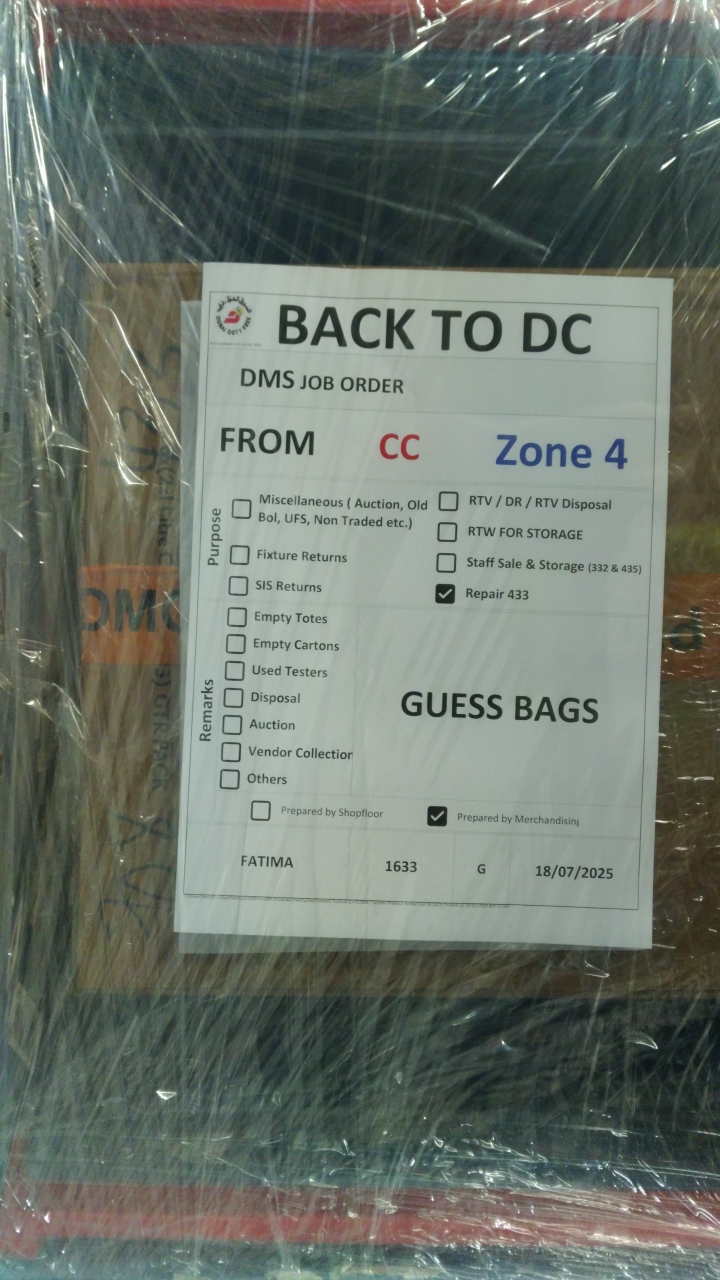 BACK TO DC
DMS JOB ORDER
FROM CC Zone 4
Purpose
Miscellaneous ( Auction, Old
Bol, UFS, Non Traded etc.)
Fixture Returns
SIS Returns
RTV / DR / RTV Disposal
RTW FOR STORAGE
Staff Sale & Storage (332 & 435)
Repair 433
Remarks
Empty Totes
Empty Cartons
Used Testers
Disposal
Auction
Vendor Collection
Others
GUESS BAGS
Prepared by Shopfloor
Prepared by Merchandising
FATIMA 1633 G 18/07/2025
DUBAI DUTY FREE